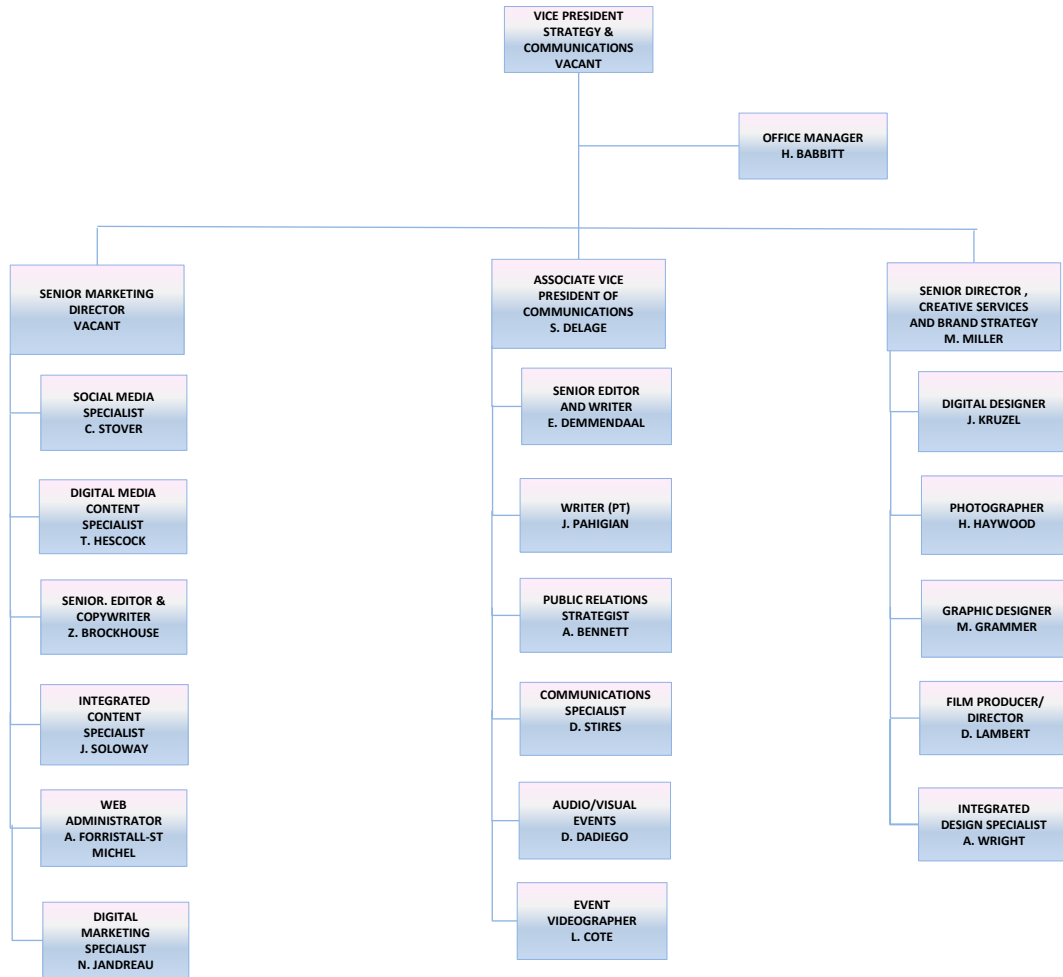 VICE PRESIDENT
STRATEGY &
COMMUNICATIONS
VACANT
OFFICE MANAGER
H. BABBITT
SENIOR MARKETING
DIRECTOR
VACANT
SOCIAL MEDIA
SPECIALIST
C. STOVER
DIGITAL MEDIA
CONTENT
SPECIALIST
T. HESCOCK
SENIOR. EDITOR &
COPYWRITER
Z. BROCKHOUSE
INTEGRATED
CONTENT
SPECIALIST
J. SOLOWAY
WEB
ADMINISTRATOR
A. FORRISTALL-ST
MICHEL
DIGITAL
MARKETING
SPECIALIST
N. JANDREAU
ASSOCIATE VICE
PRESIDENT OF
COMMUNICATIONS
S. DELAGE
SENIOR EDITOR
AND WRITER
E. DEMMENDAAL
WRITER (PT)
J. PAHIGIAN
PUBLIC RELATIONS
STRATEGIST
A. BENNETT
COMMUNICATIONS
SPECIALIST
D. STIRES
AUDIO/VISUAL
EVENTS
D. DADIEGO
EVENT
VIDEOGRAPHER
L. COTE
SENIOR DIRECTOR ,
CREATIVE SERVICES
AND BRAND STRATEGY
M. MILLER
DIGITAL DESIGNER
J. KRUZEL
PHOTOGRAPHER
H. HAYWOOD
GRAPHIC DESIGNER
M. GRAMMER
FILM PRODUCER/
DIRECTOR
D. LAMBERT
INTEGRATED
DESIGN SPECIALIST
A. WRIGHT